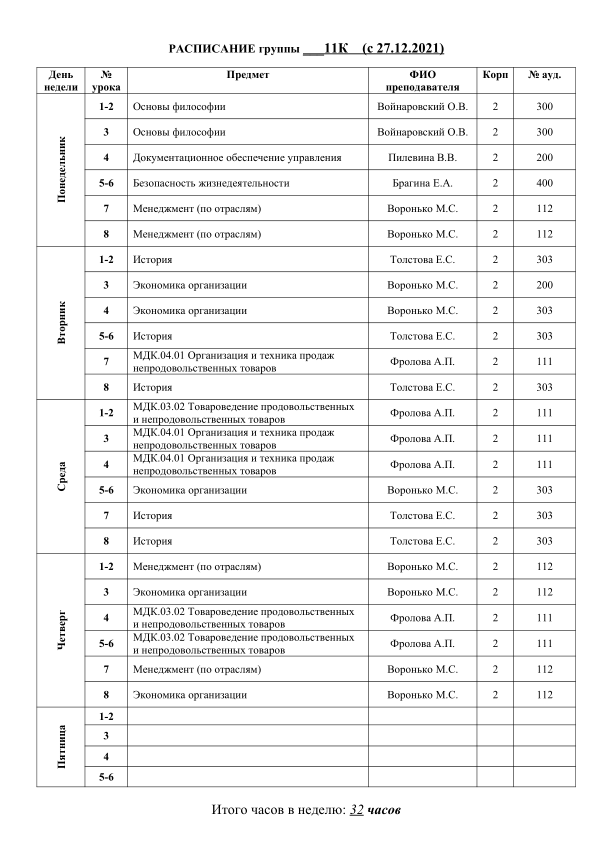 РАСПИСАНИЕ группы ___11К (с 27.12.2021)
День недели № урока Предмет ФИО преподавателя Корп № ауд.
Понедельник
1-2 Основы философии Войнаровский О.В. 2 300
3 Основы философии Войнаровский О.В. 2 300
4 Документационное обеспечение управления Пилевина В.В. 2 200
5-6 Безопасность жизнедеятельности Брагина Е.А. 2 400
7 Менеджмент (по отраслям) Воронько М.С. 2 112
8 Менеджмент (по отраслям) Воронько М.С. 2 112
Вторник
1-2 История Толстова Е.С. 2 303
3 Экономика организации Воронько М.С. 2 200
4 Экономика организации Воронько М.С. 2 303
5-6 История Толстова Е.С. 2 303
7 МДК.04.01 Организация и техника продаж непродовольственных товаров Фролова А.П. 2 111
8 История Толстова Е.С. 2 303
Среда
1-2 МДК.03.02 Товароведение продовольственных и непродовольственных товаров Фролова А.П. 2 111
3 МДК.04.01 Организация и техника продаж непродовольственных товаров Фролова А.П. 2 111
4 МДК.04.01 Организация и техника продаж непродовольственных товаров Фролова А.П. 2 111
5-6 Экономика организации Воронько М.С. 2 303
7 История Толстова Е.С. 2 303
8 История Толстова Е.С. 2 303
Четверг
1-2 Менеджмент (по отраслям) Воронько М.С. 2 112
3 Экономика организации Воронько М.С. 2 112
4 МДК.03.02 Товароведение продовольственных и непродовольственных товаров Фролова А.П. 2 111
5-6 МДК.03.02 Товароведение продовольственных и непродовольственных товаров Фролова А.П. 2 111
7 Менеджмент (по отраслям) Воронько М.С. 2 112
8 Экономика организации Воронько М.С. 2 112
Пятница
1-2
3
4
5-6
Итого часов в неделю: 32 часов